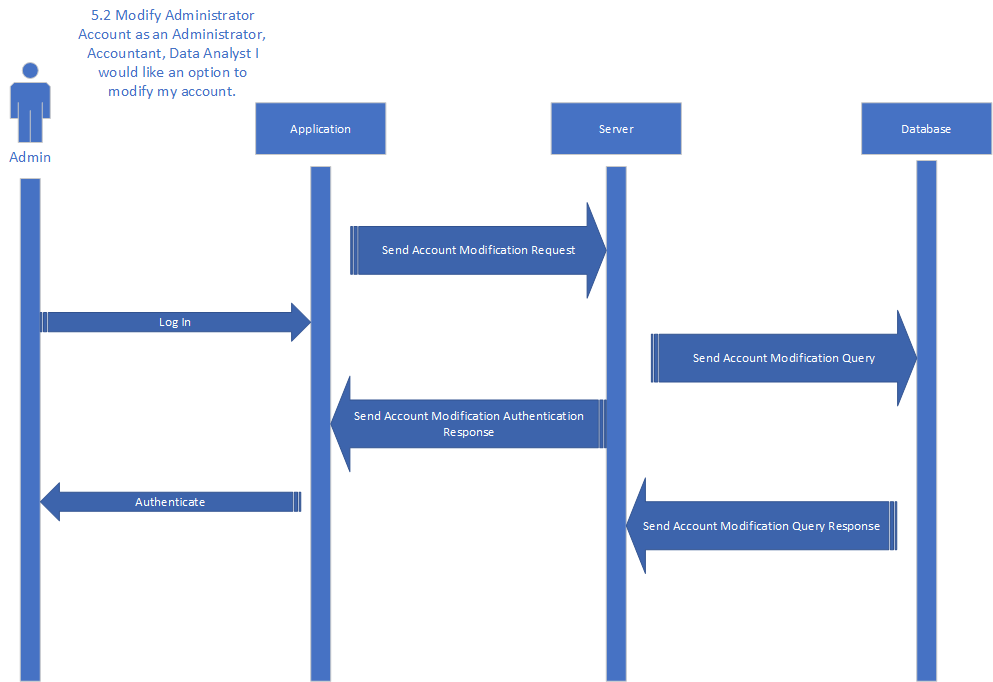 5.2 Modify Administrator
Account as an Administrator,
Accountant, Data Analyst I
would like an option to
modify my account.
Admin
Application
Server
Database
Send Account Modification Request
Log In
Send Account Modification Query
Send Account Modification Authentication
Response
Authenticate
Send Account Modification Query Response